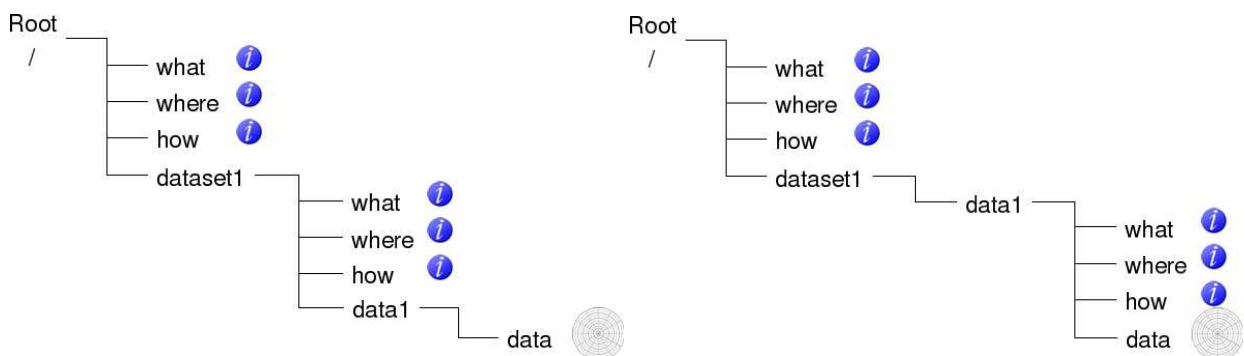 Root
/
what i
where i
how i
dataset1
what i
where i
how i
data1
data
Root
/
what i
where i
how i
dataset1
data1
what i
where i
how i
data